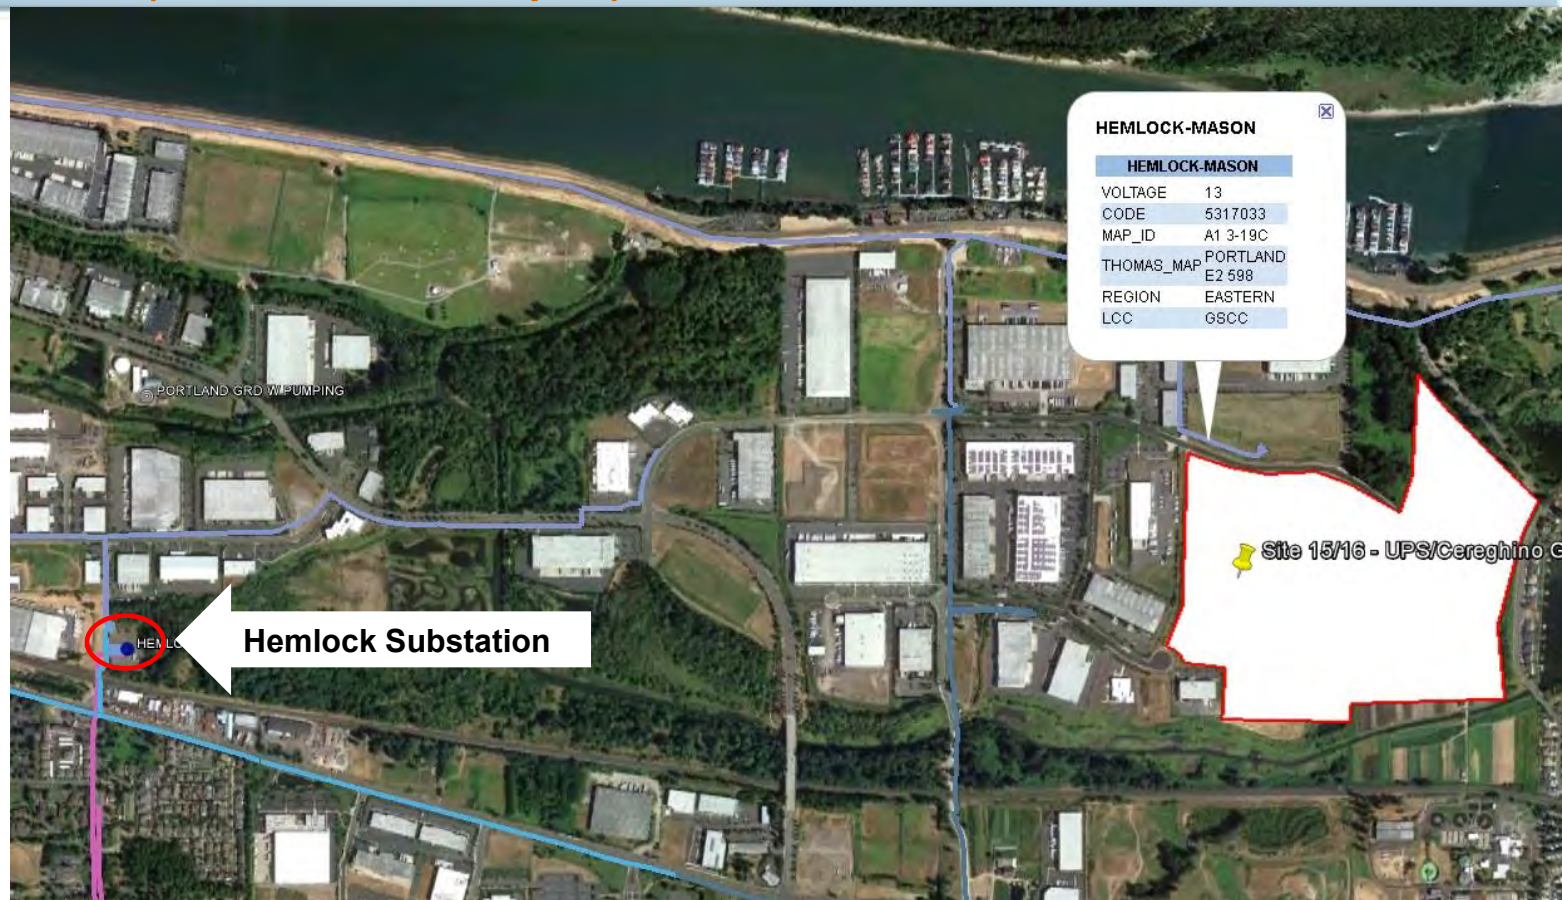 HEMLOCK-MASON
HEMLOCK-MASON
VOLTAGE 13
CODE 5317033
MAP_ID A1 3-19C
THOMAS_MAP PORTLAND E2 598
REGION EASTERN
LCC GSCC
PORTLAND GRD W PUMPING
Site 15/16 - UPS/Cereghino G
Hemlock Substation